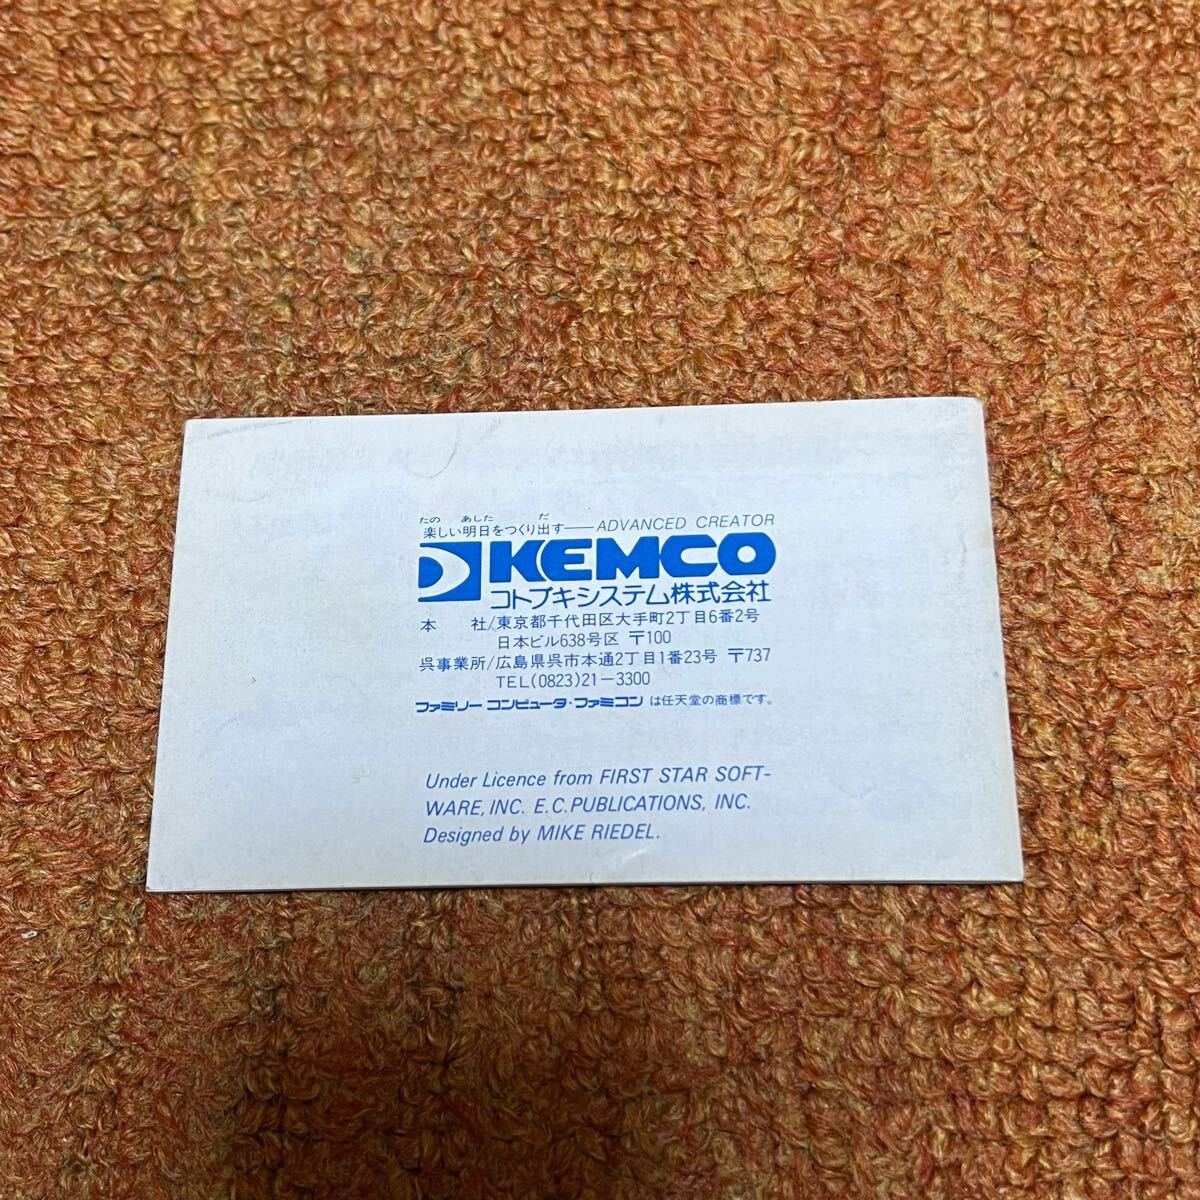 たの あした だ
楽しい明日をつくり出す——ADVANCED CREATOR
KEMCO
コトブキシステム株式会社
本 社/東京都千代田区大手町2丁目6番2号
日本ビル638号区 〒100
呉事業所/広島県呉市本通2丁目1番23号 〒737
TEL(0823)21-3300
ファミリーコンピュータ・ファミコン は任天堂の商標です。
Under Licence from FIRST STAR SOFT-
WARE, INC. E.C.PUBLICATIONS, INC.
Designed by MIKE RIEDEL.